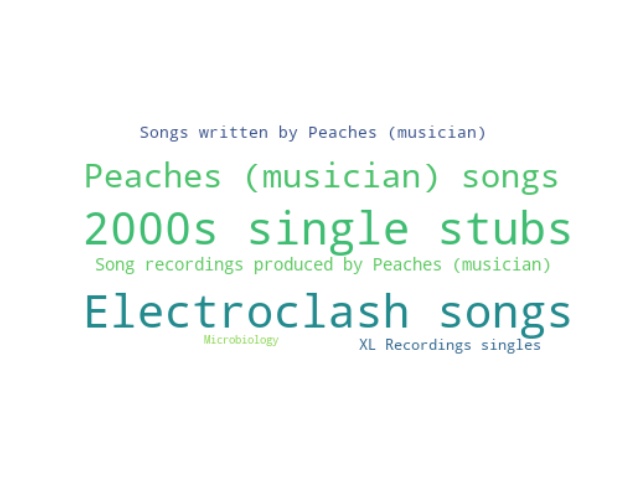 Songs written by Peaches (musician)
Peaches (musician) songs
2000s single stubs
Song recordings produced by Peaches (musician)
Electroclash songs
Microbiology
XL Recordings singles